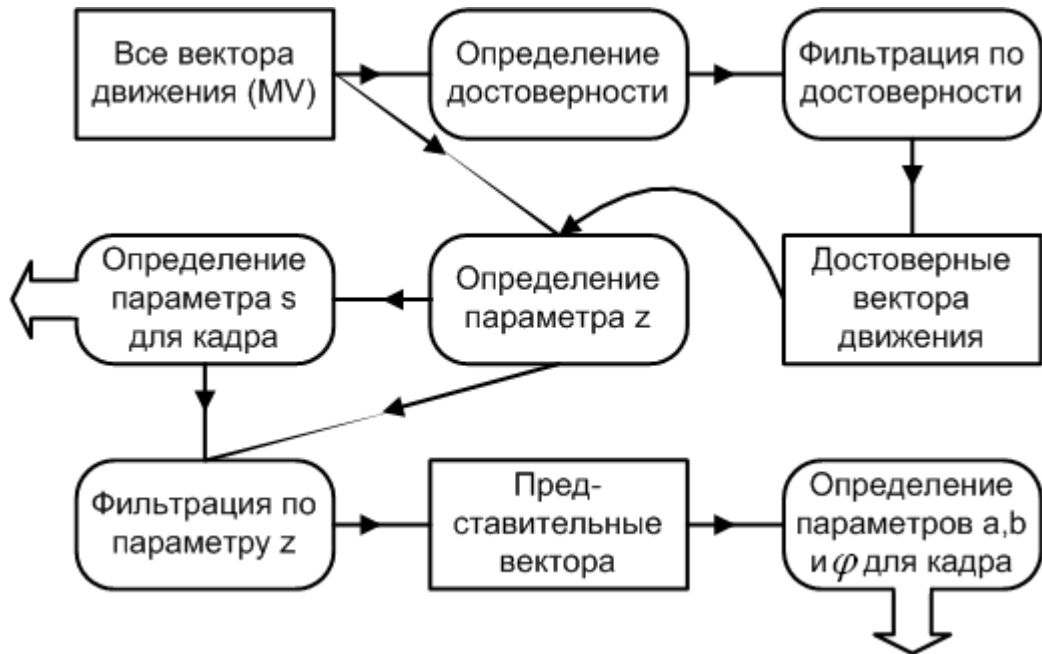 Все вектора
движения (MV)
Определение
достоверности
Фильтрация по
достоверности
Определение
параметра s
для кадра
Определение
параметра z
Достоверные
вектора
движения
Фильтрация по
параметру z
Пред-
ставительные
вектора
Определение
параметров a,b
и φ для кадра